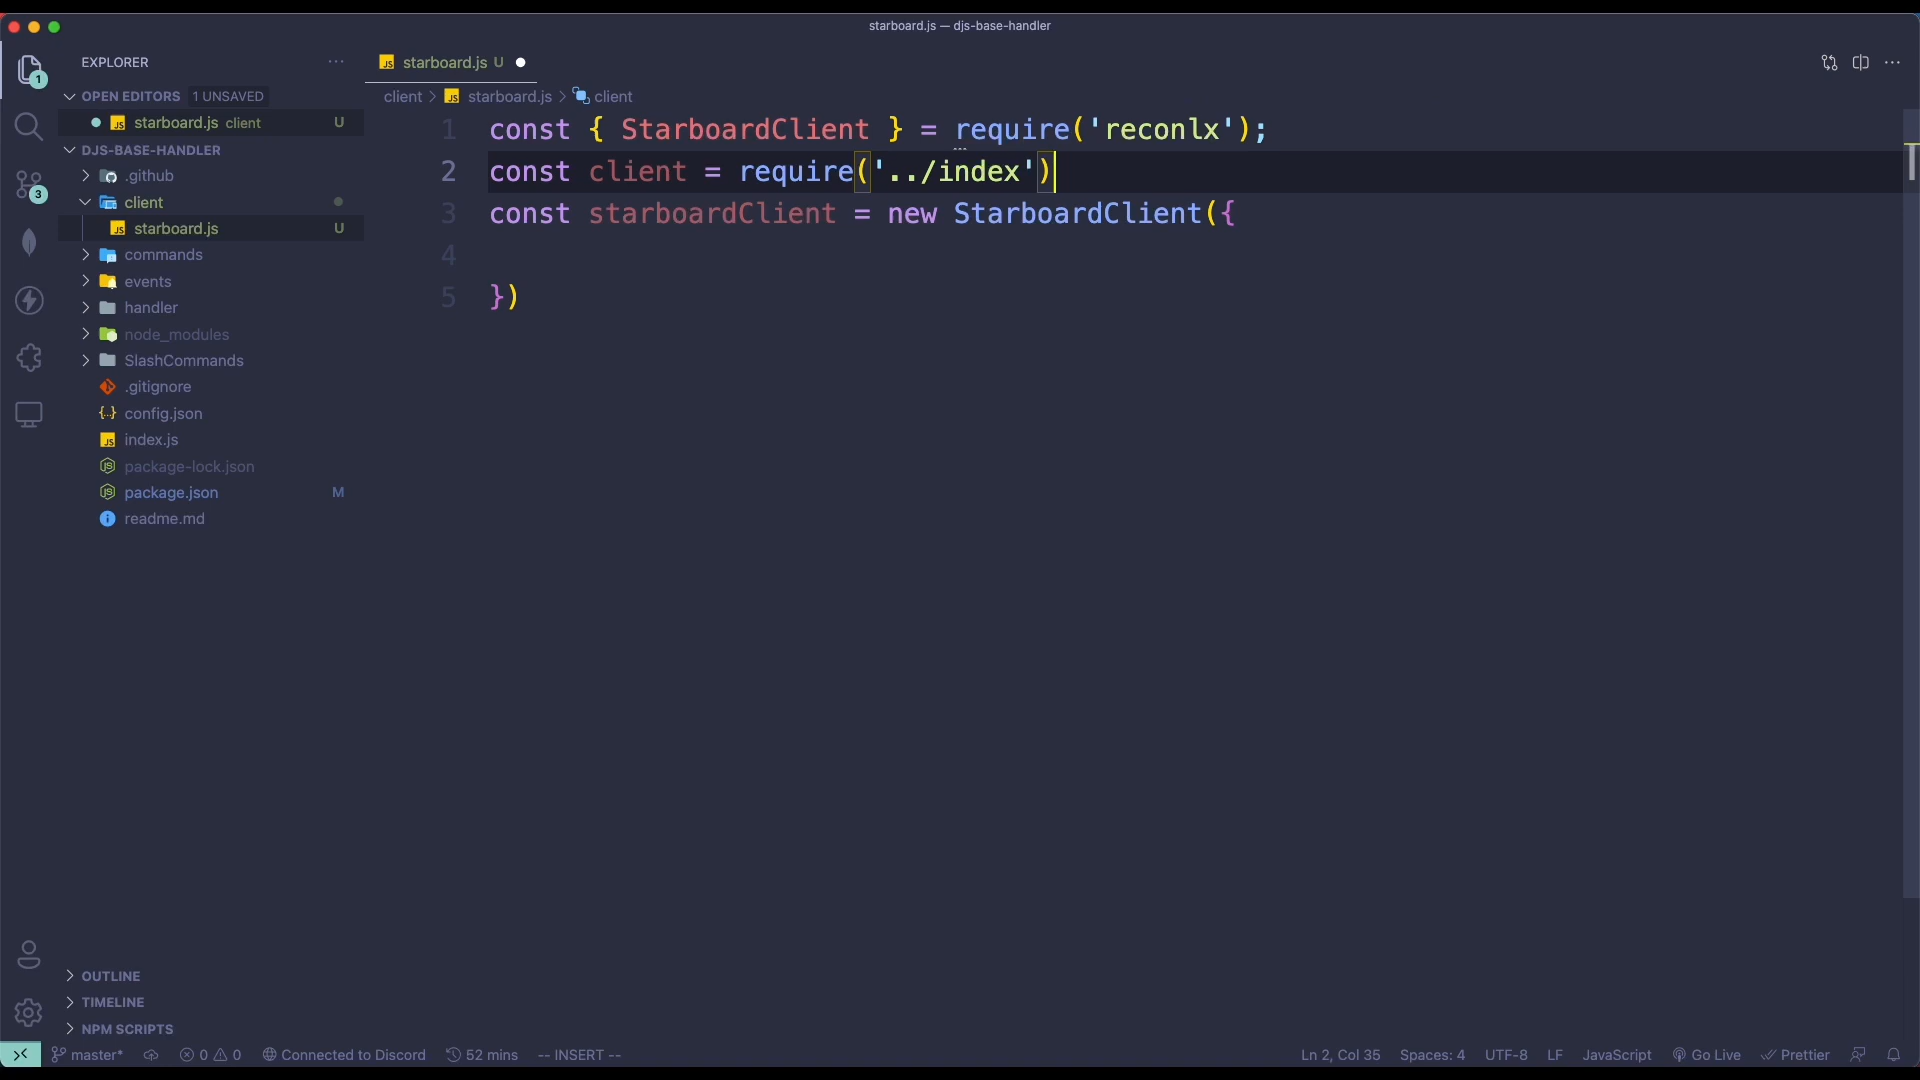 starboard.js — djs-base-handler
EXPLORER
starboard.js U
OPEN EDITORS 1 UNSAVED
client > starboard.js > client
starboard.js client U
DJS-BASE-HANDLER
.github
client
starboard.js U
commands
events
handler
node_modules
SlashCommands
.gitignore
config.json
index.js
package-lock.json
package.json M
readme.md
1
3
1 const { StarboardClient } = require('reconlx');
2 const client = require('../index')
3 const starboardClient = new StarboardClient({
4
5 })
OUTLINE
TIMELINE
NPM SCRIPTS
master* 0 0 Connected to Discord 52 mins -- INSERT -- Ln 2, Col 35 Spaces: 4 UTF-8 LF JavaScript Go Live Prettier